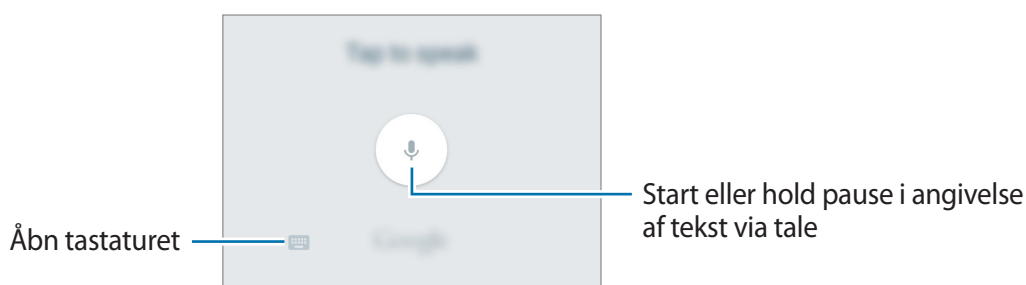 Tap to speak
Start eller hold pause i angivelse
af tekst via tale
Åbn tastaturet
Google